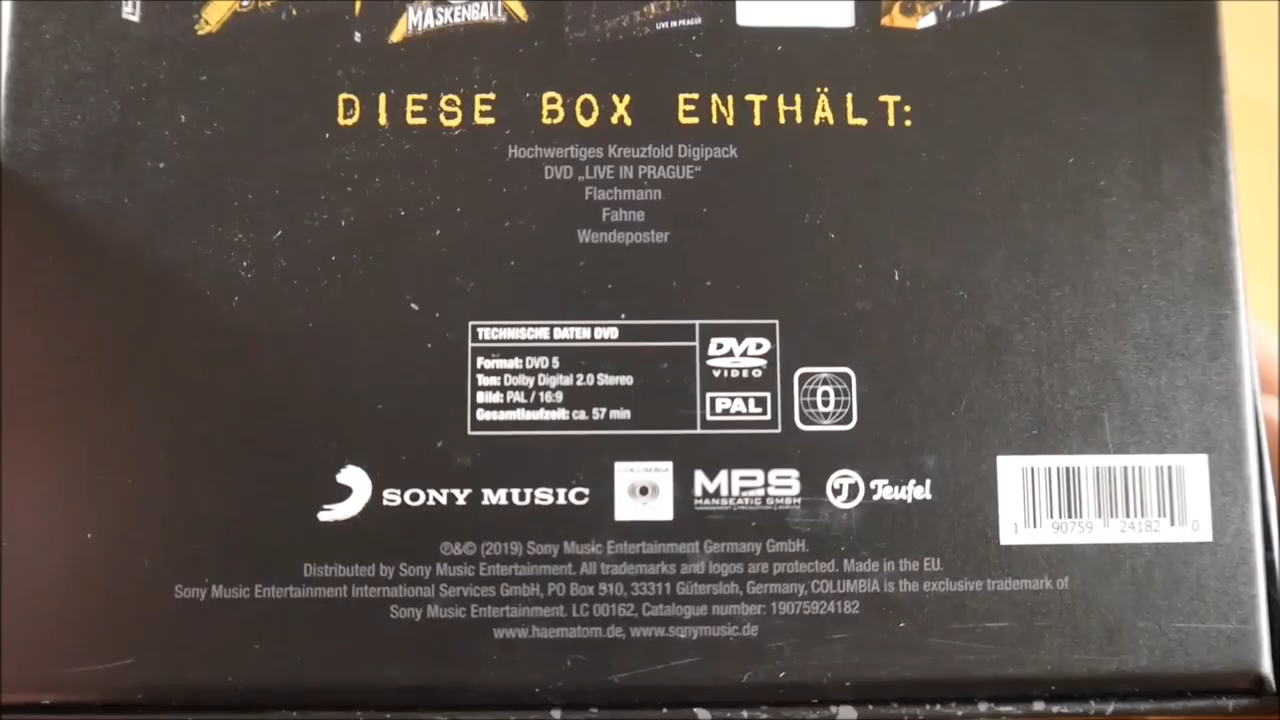 MASKENBALL
LIVE IN PRAGUE
DIESE BOX ENTHÄLT:
Hochwertiges Kreuzfold Digipack
DVD „LIVE IN PRAGUE“
Flachmann
Fahne
Wendeposter
TECHNISCHE DATEN DVD
Format: DVD 5
Ton: Dolby Digital 2.0 Stereo
Bild: PAL / 16:9
Gesamtlaufzeit: ca. 57 min
DVD
VIDEO
PAL
0
SONY MUSIC
COLUMBIA
MPS
HANSEATIC GMBH
T Teufel
1 90759 24182 0
℗&© (2019) Sony Music Entertainment Germany GmbH.
Distributed by Sony Music Entertainment. All trademarks and logos are protected. Made in the EU.
Sony Music Entertainment International Services GmbH, PO Box 510, 33311 Gütersloh, Germany, COLUMBIA is the exclusive trademark of
Sony Music Entertainment. LC 00162, Catalogue number: 19075924182
www.haematom.de, www.sonymusic.de